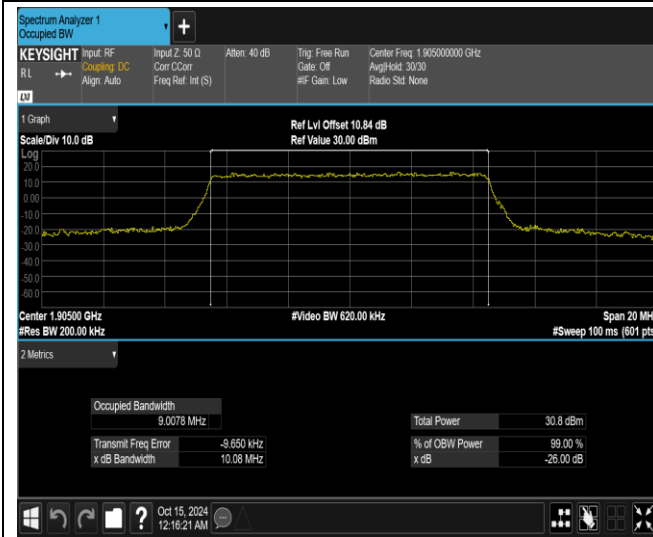 Spectrum Analyzer 1
Occupied BW
+
KEYSIGHT
RL
LXI
Input: RF
Coupling: DC
Align: Auto
Input Z: 50 Ω
Corr CCorr
Freq Ref: Int (S)
Atten: 40 dB
Trig: Free Run
Gate: Off
#IF Gain: Low
Center Freq: 1.905000000 GHz
Avg|Hold: 30/30
Radio Std: None
1 Graph
Scale/Div 10.0 dB
Ref Lvl Offset 10.84 dB
Ref Value 30.00 dBm
Log
20.0
10.0
0.00
-10.0
-20.0
-30.0
-40.0
-50.0
-60.0
Center 1.90500 GHz
#Res BW 200.00 kHz
#Video BW 620.00 kHz
Span 20 MH
#Sweep 100 ms (601 pts
2 Metrics
Occupied Bandwidth
9.0078 MHz
Transmit Freq Error -9.650 kHz
x dB Bandwidth 10.08 MHz
Total Power 30.8 dBm
% of OBW Power 99.00 %
x dB -26.00 dB
?
Oct 15, 2024
12:16:21 AM